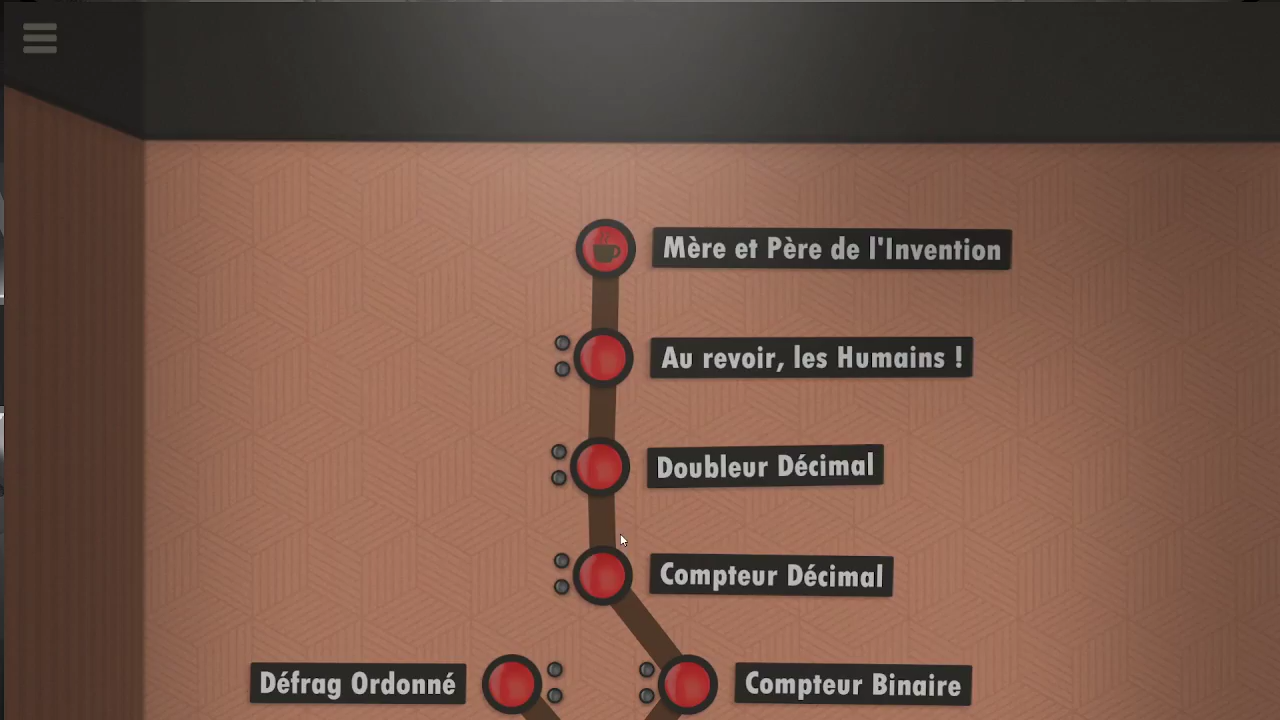 Mère et Père de l'Invention
Au revoir, les Humains !
Doubleur Décimal
Compteur Décimal
Défrag Ordonné
Compteur Binaire